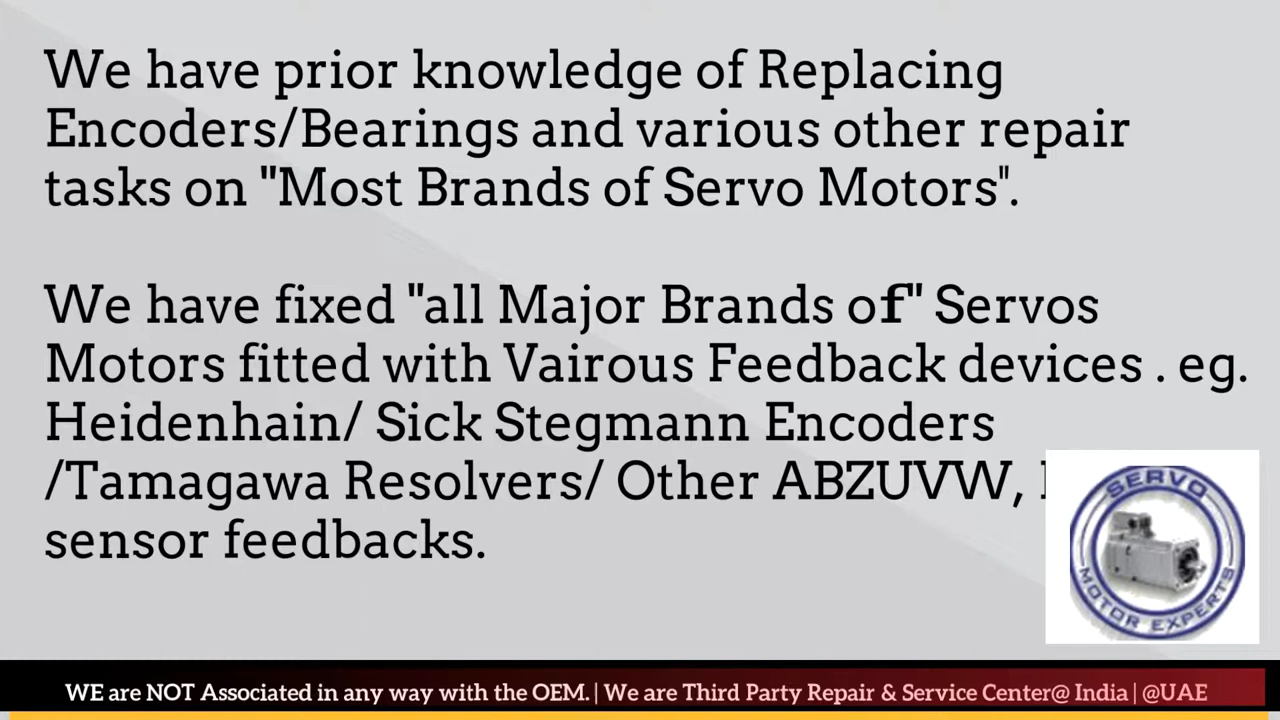 We have prior knowledge of Replacing
Encoders/Bearings and various other repair
tasks on "Most Brands of Servo Motors".
We have fixed "all Major Brands of" Servos
Motors fitted with Vairous Feedback devices . eg.
Heidenhain/ Sick Stegmann Encoders
/Tamagawa Resolvers/ Other ABZUVW,
sensor feedbacks.
SERVO
MOTOR EXPERTS
WE are NOT Associated in any way with the OEM. | We are Third Party Repair & Service Center@ India | @UAE